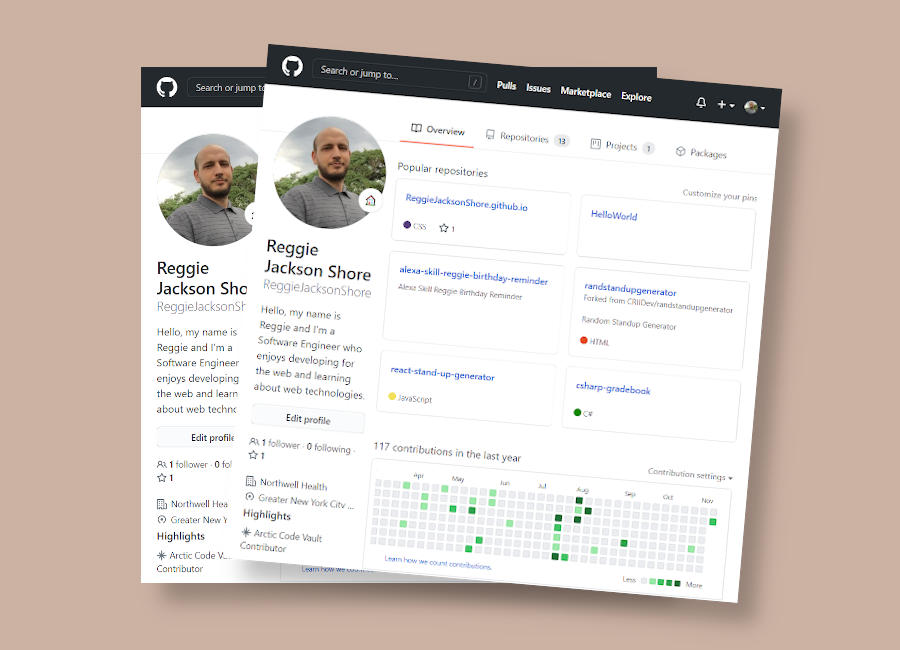 Search or jump to
Reggie
Jackson Sho
ReggieJacksonSh
Hello, my name is
Reggie and I'm a
Software Engineer
enjoys developing
the web and learn
about web techno
Edit profile
1 follower · 0 fol
1
Northwell Hea
Greater New Y
Highlights
Arctic Code V...
Contributor
Learn how we cou
Search or jump to...
/
Pulls
Issues
Marketplace
Explore
Overview
Repositories 13
Projects 1
Packages
Reggie
Jackson Shore
ReggieJacksonShore
Hello, my name is
Reggie and I'm a
Software Engineer who
enjoys developing for
the web and learning
about web technologies.
Edit profile
1 follower · 0 following ·
1
Northwell Health
Greater New York City ...
Highlights
Arctic Code Vault
Contributor
Popular repositories
Customize your pins
ReggieJacksonShore.github.io
CSS 1
HelloWorld
alexa-skill-reggie-birthday-reminder
Alexa Skill Reggie Birthday Reminder
randstandupgenerator
Forked from CRIIDev/randstandupgenerator
Random Standup Generator
HTML
react-stand-up-generator
JavaScript
csharp-gradebook
C#
117 contributions in the last year
Contribution settings
Apr May Jun Jul Aug Sep Oct Nov
Learn how we count contributions.
Less More